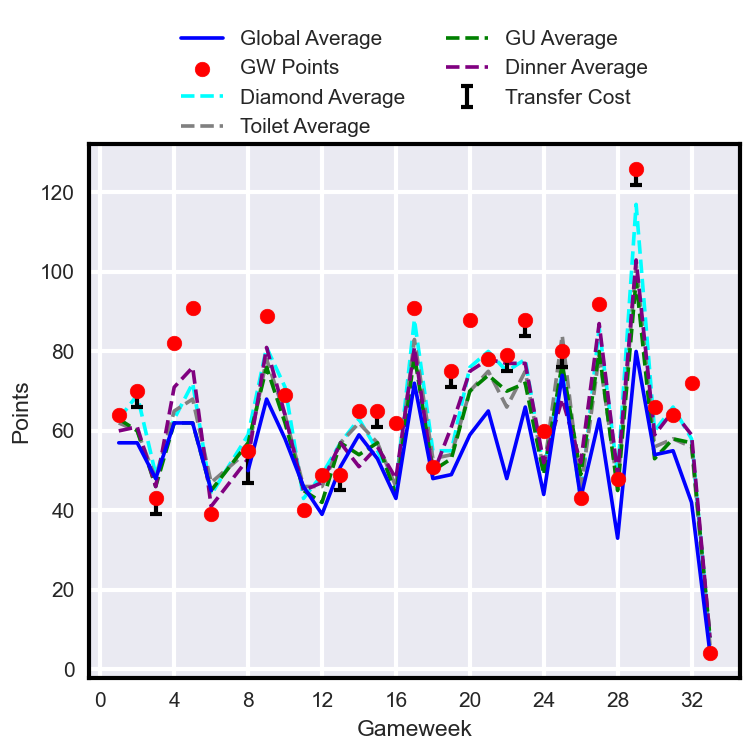 Global Average
GW Points
Diamond Average
Toilet Average
GU Average
Dinner Average
Transfer Cost
Points
120
100
80
60
40
20
0
0 4 8 12 16 20 24 28 32
Gameweek